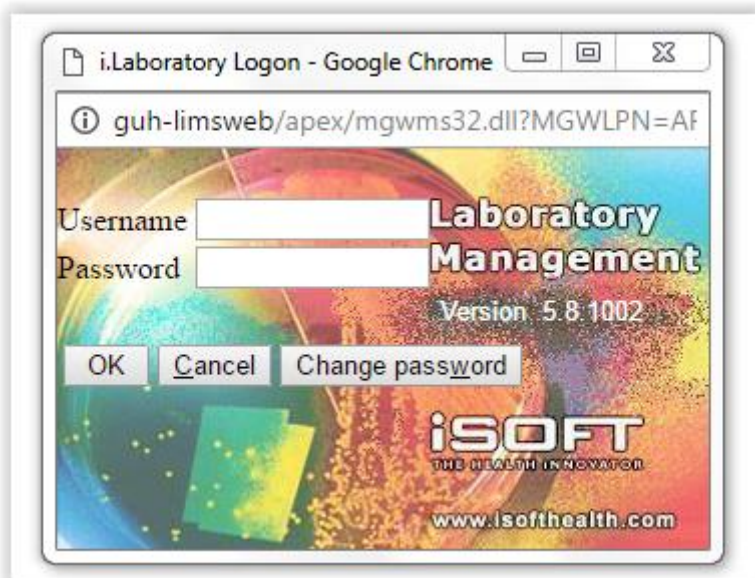 i.Laboratory Logon - Google Chrome
guh-limsweb/apex/mgwms32.dll?MGWLPN=AF
Username
Password
Laboratory
Management
Version 5.8.1002
OK Cancel Change password
iSOFT
THE HEALTH INNOVATOR
www.isofthealth.com